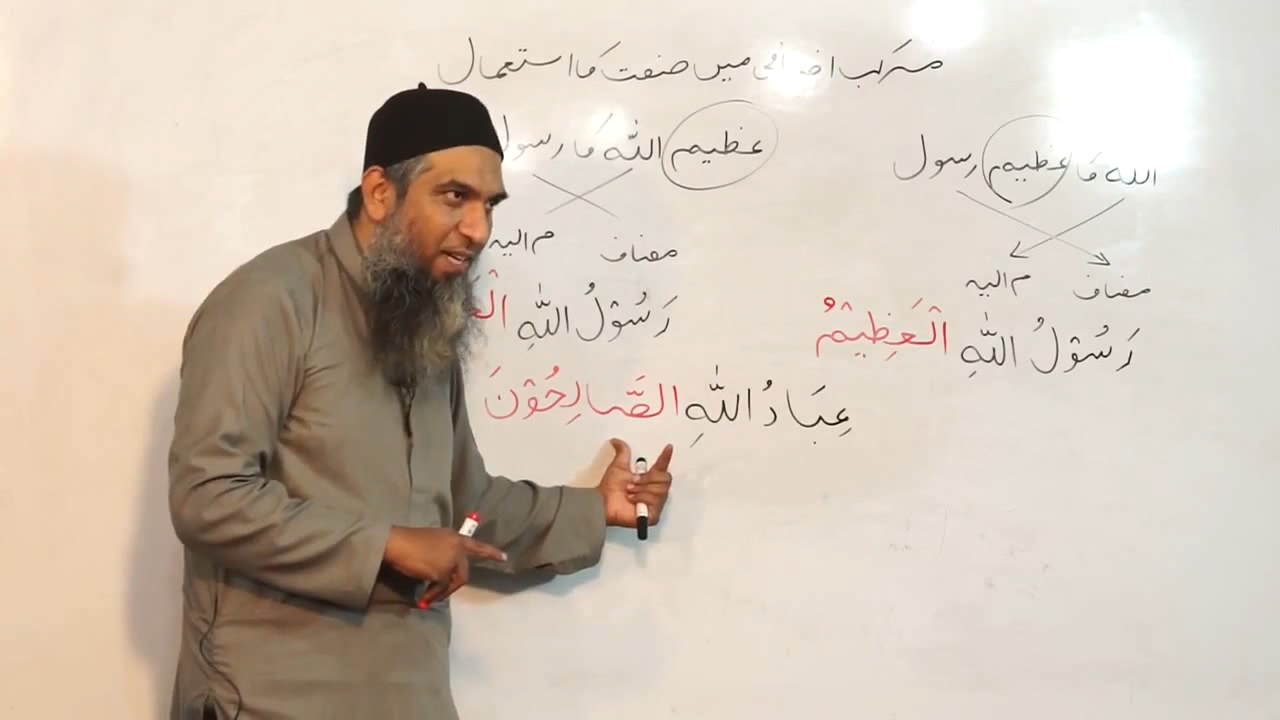 مرکب اضافی میں صفت کا استعمال
اللہ کا عظیم رسول
عظیم اللہ کا رسول
مضاف م الیہ
مضاف م الیہ
رَسُوْلُ اللّٰهِ الْعَظِيْمُ
رَسُوْلُ اللّٰهِ
عِبَادُ اللّٰهِ الصَّالِحُوْنَ